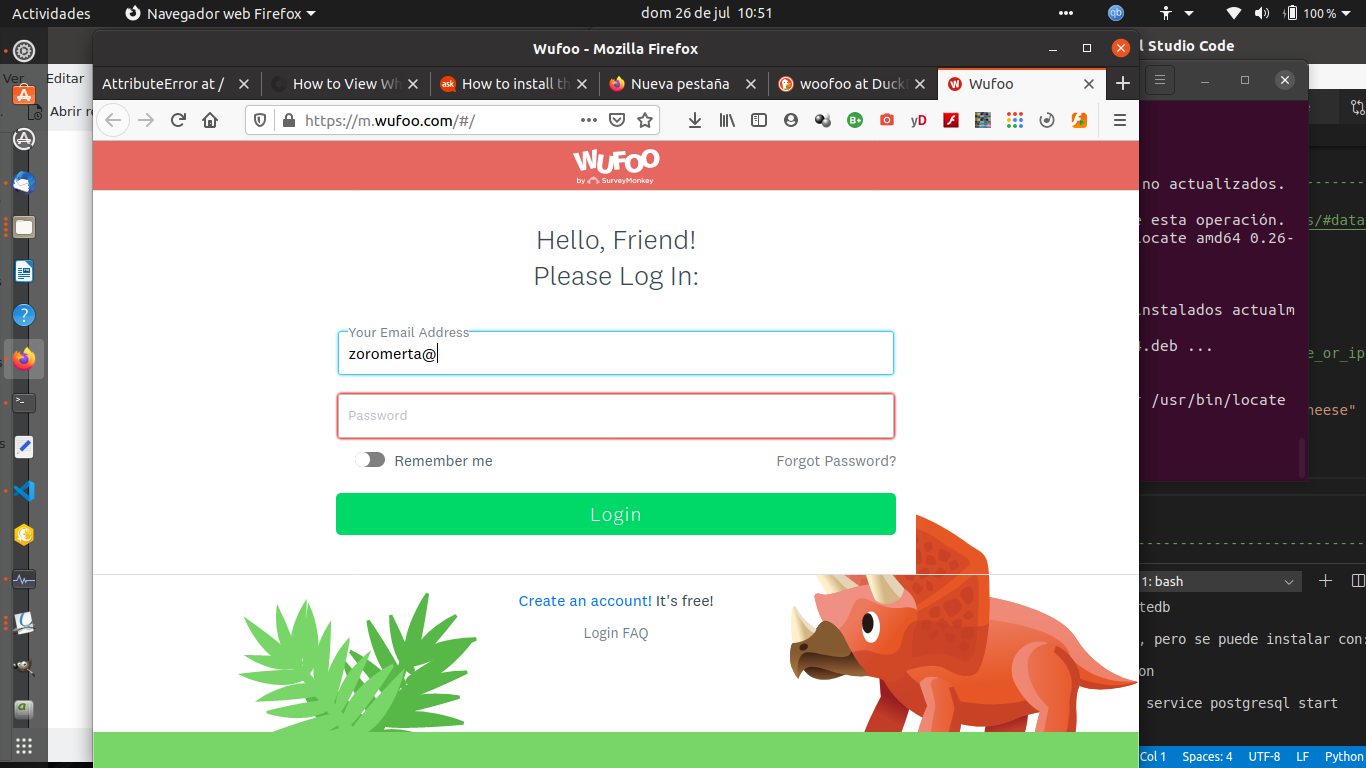 Actividades
Navegador web Firefox
dom 26 de jul 10:51
100 %
Wufoo - Mozilla Firefox
l Studio Code
Ver
Editar
AttributeError at /
How to View Wh
How to install th
Nueva pestaña
woofoo at Duck
Wufoo
Abrir re
https://m.wufoo.com/#/
WUFOO
by SurveyMonkey
Hello, Friend!
Please Log In:
Your Email Address
zoromerta@
Password
Remember me
Forgot Password?
Login
Create an account! It's free!
Login FAQ
no actualizados.
esta operación.
s/#data
ocate amd64 0.26-
nstalados actualm
.deb ...
e_or_ip
/usr/bin/locate
heese"
1: bash
tedb
, pero se puede instalar con:
on
service postgresql start
Col 1
Spaces: 4
UTF-8
LF
Python